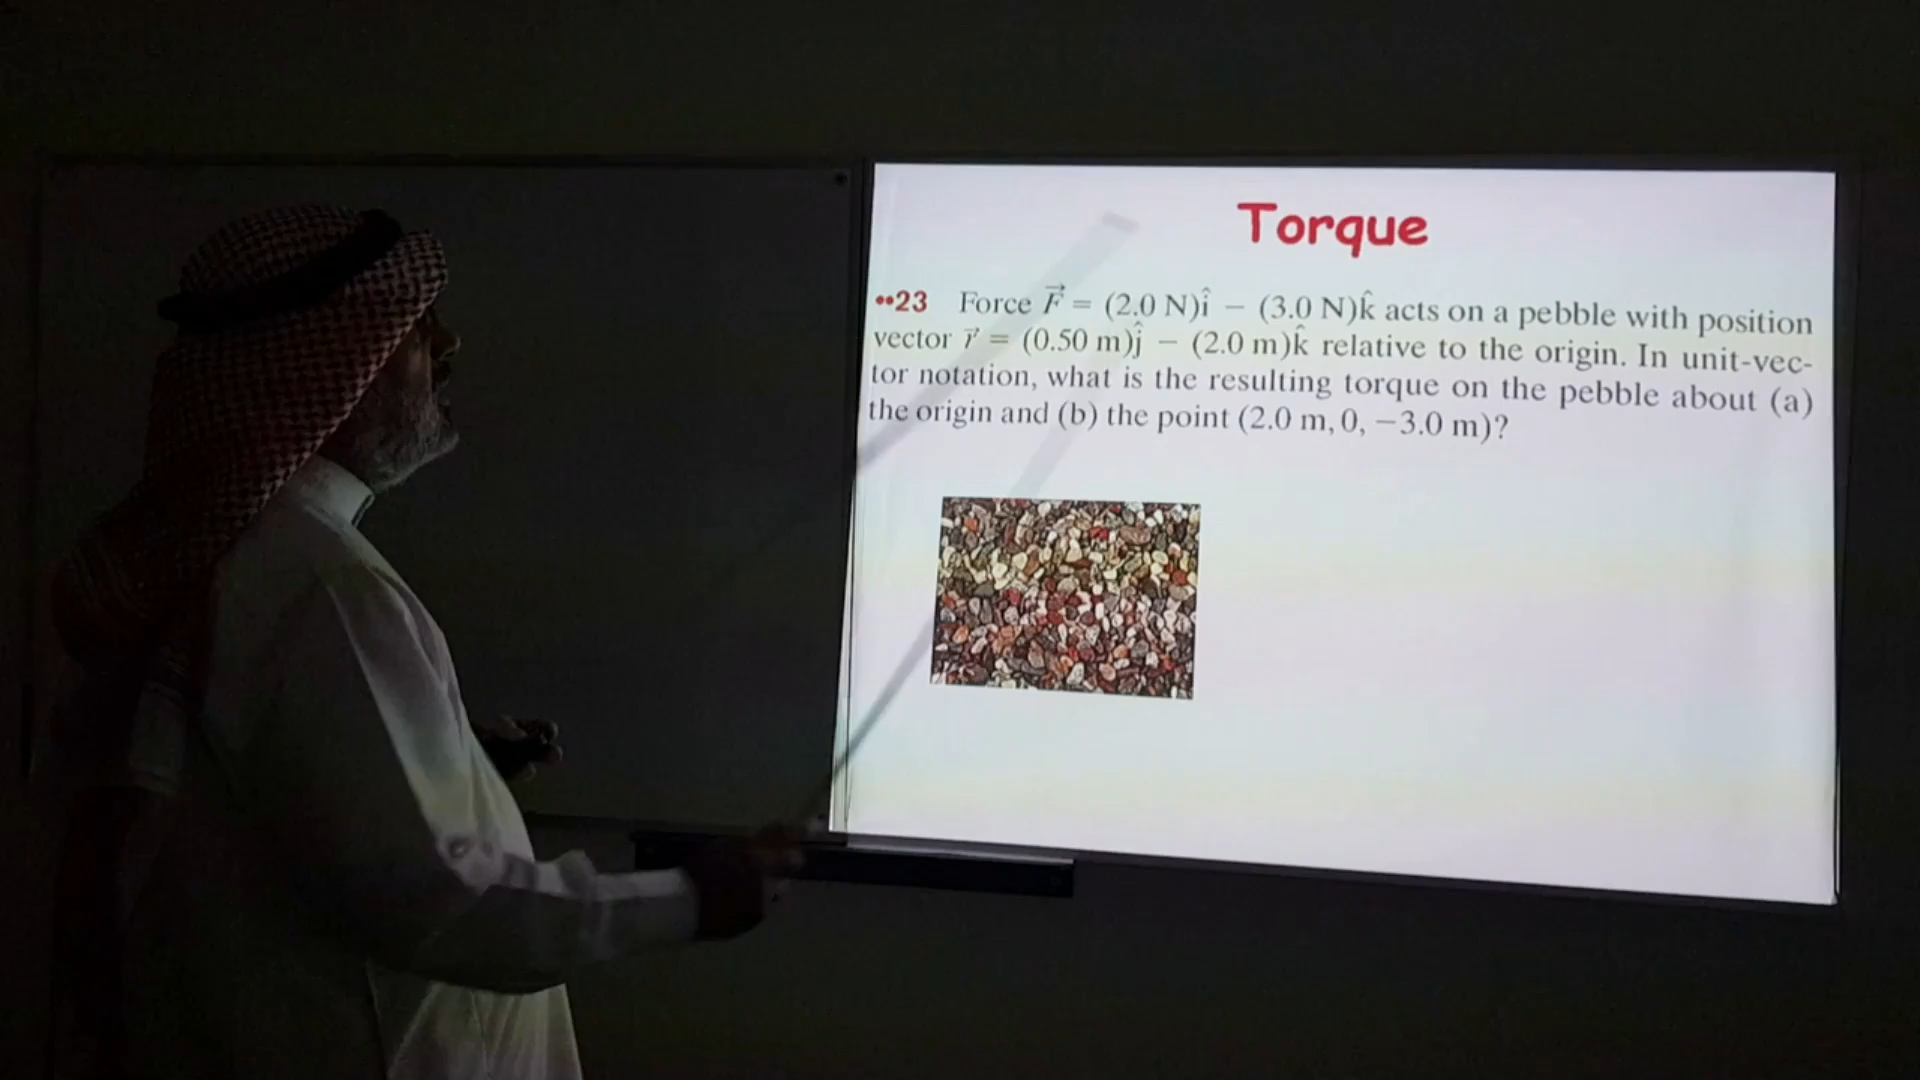 Torque
••23 Force F⃗ = (2.0 N)î − (3.0 N)k̂ acts on a pebble with position
vector r⃗ = (0.50 m)ĵ − (2.0 m)k̂ relative to the origin. In unit-vec-
tor notation, what is the resulting torque on the pebble about (a)
the origin and (b) the point (2.0 m, 0, −3.0 m)?